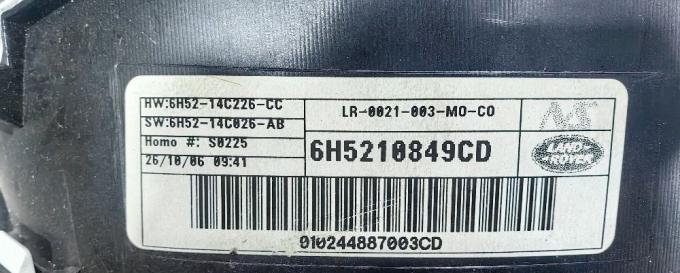 HW:6H52-14C226-CC
SW:6H52-14C026-AB
Homo #: S0225
26/10/06 09:41
LR-0021-003-MO-CO
6H5210849CD
LAND-
ROVER
010244887003CD